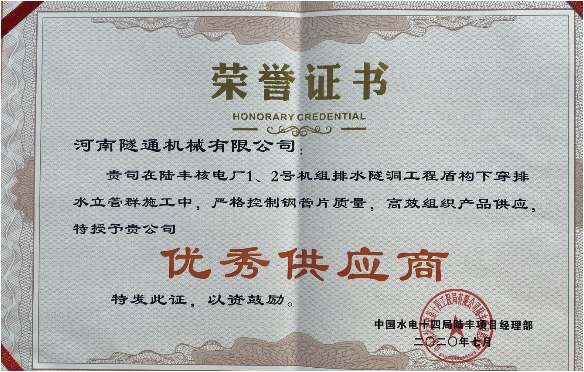 荣誉证书
HONORARY CREDENTIAL
河南隧通机械有限公司：
贵司在陆丰核电厂1、2号机组排水隧洞工程盾构下穿排
水立管群施工中，严格控制钢管片质量，高效组织产品供应，
特授予贵公司
优秀供应商
特发此证，以资鼓励。
中国水电十四局陆丰项目经理部
二〇二〇年七月